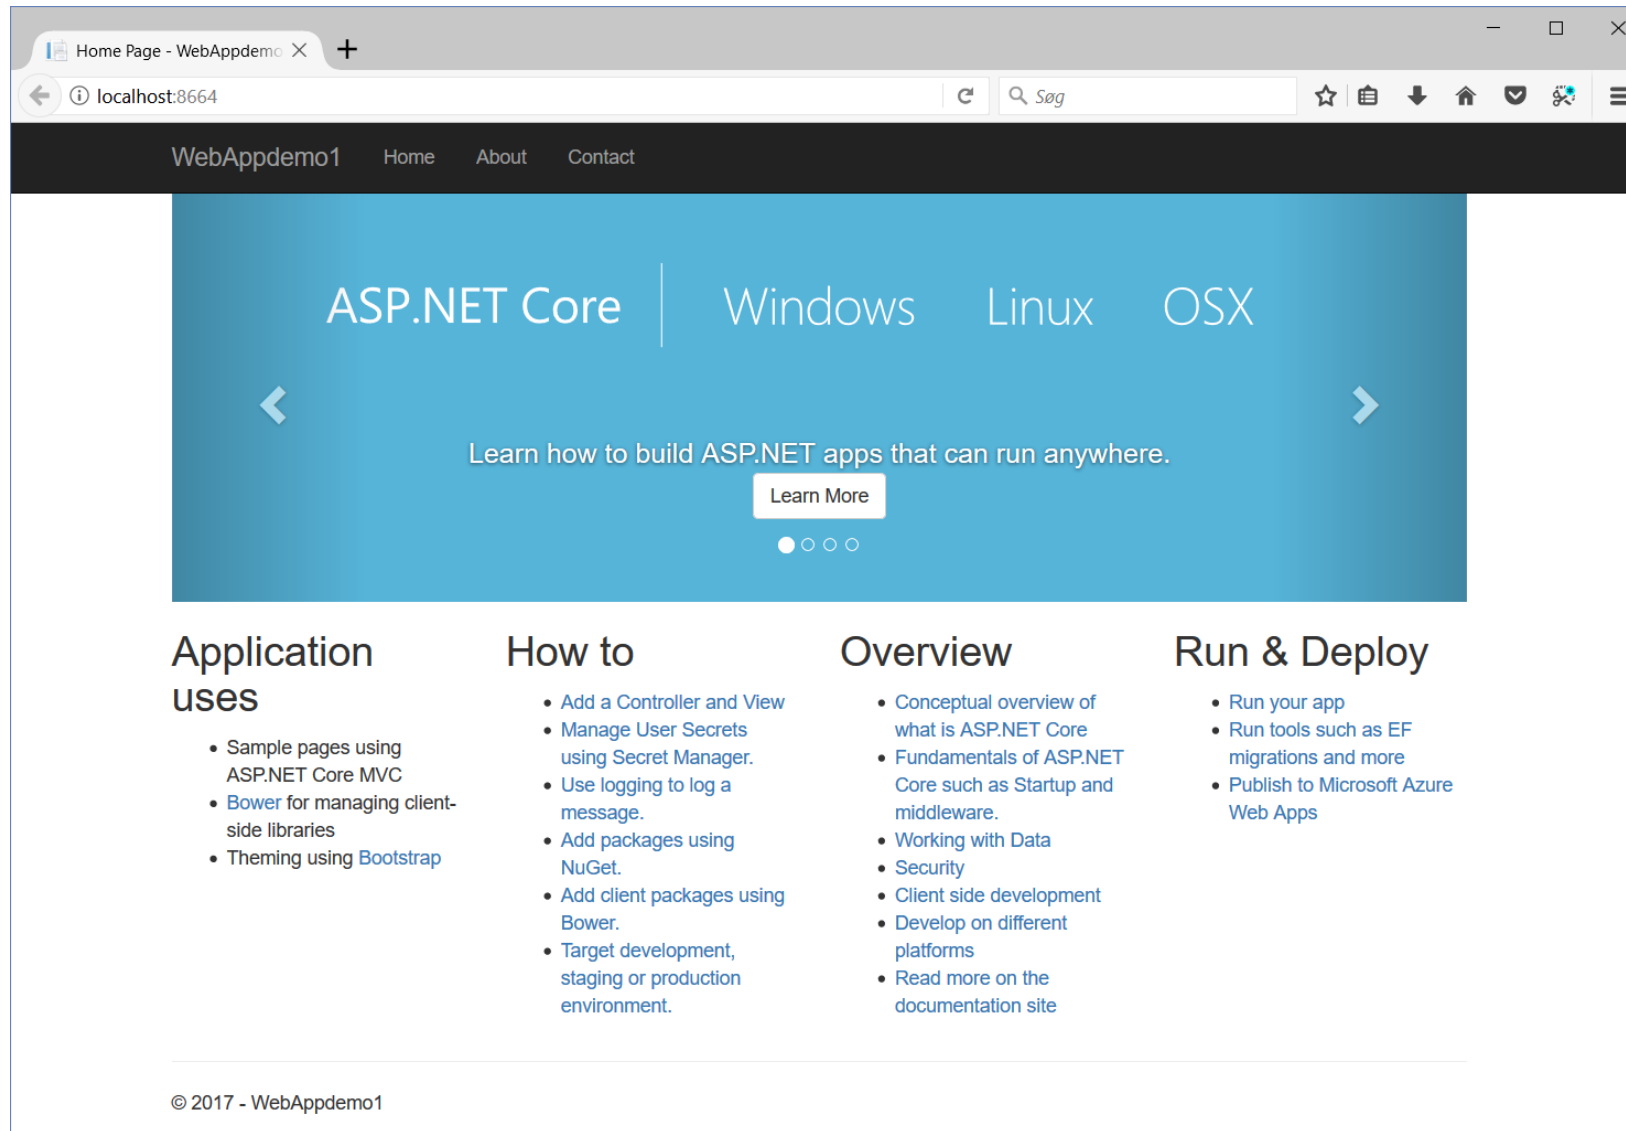 Home Page - WebAppdemo
localhost:8664
Søg
WebAppdemo1 Home About Contact
ASP.NET Core Windows Linux OSX
Learn how to build ASP.NET apps that can run anywhere.
Learn More
Application
uses
Sample pages using
ASP.NET Core MVC
Bower for managing client-
side libraries
Theming using Bootstrap
How to
Add a Controller and View
Manage User Secrets
using Secret Manager.
Use logging to log a
message.
Add packages using
NuGet.
Add client packages using
Bower.
Target development,
staging or production
environment.
Overview
Conceptual overview of
what is ASP.NET Core
Fundamentals of ASP.NET
Core such as Startup and
middleware.
Working with Data
Security
Client side development
Develop on different
platforms
Read more on the
documentation site
Run & Deploy
Run your app
Run tools such as EF
migrations and more
Publish to Microsoft Azure
Web Apps
© 2017 - WebAppdemo1